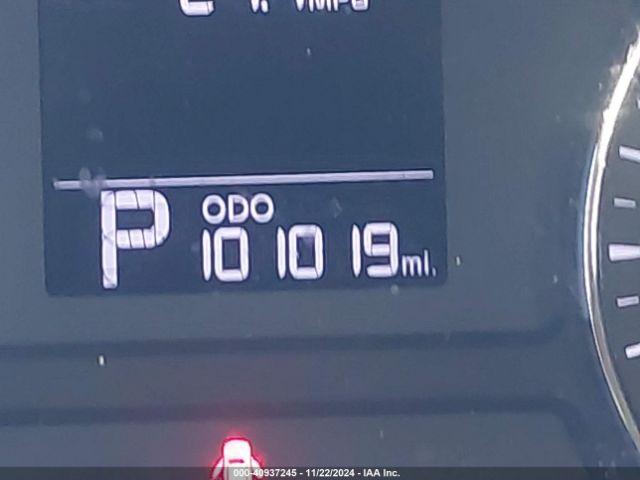 P ODO
101019 mi.
000-40937245 - 11/22/2024 - IAA Inc.